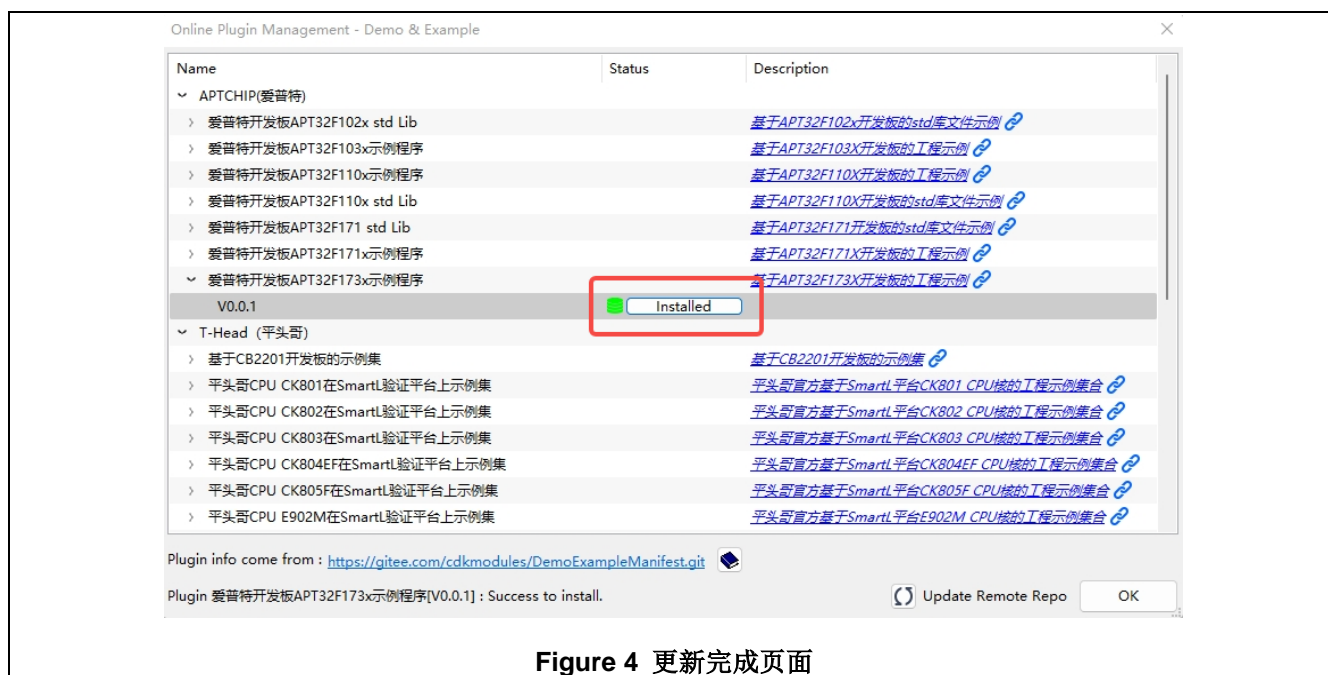 Online Plugin Management - Demo & Example
Name Status Description
APTCHIP(爱普特)
爱普特开发板APT32F102x std Lib 基于APT32F102x开发板的std库文件示例
爱普特开发板APT32F103x示例程序 基于APT32F103X开发板的工程示例
爱普特开发板APT32F110x示例程序 基于APT32F110X开发板的工程示例
爱普特开发板APT32F110x std Lib 基于APT32F110X开发板的std库文件示例
爱普特开发板APT32F171 std Lib 基于APT32F171开发板的std库文件示例
爱普特开发板APT32F171x示例程序 基于APT32F171X开发板的工程示例
爱普特开发板APT32F173x示例程序 基于APT32F173X开发板的工程示例
V0.0.1 Installed
T-Head (平头哥)
基于CB2201开发板的示例集 基于CB2201开发板的示例集
平头哥CPU CK801在SmartL验证平台上示例集 平头哥官方基于SmartL平台CK801 CPU核的工程示例集合
平头哥CPU CK802在SmartL验证平台上示例集 平头哥官方基于SmartL平台CK802 CPU核的工程示例集合
平头哥CPU CK803在SmartL验证平台上示例集 平头哥官方基于SmartL平台CK803 CPU核的工程示例集合
平头哥CPU CK804EF在SmartL验证平台上示例集 平头哥官方基于SmartL平台CK804EF CPU核的工程示例集合
平头哥CPU CK805F在SmartL验证平台上示例集 平头哥官方基于SmartL平台CK805F CPU核的工程示例集合
平头哥CPU E902M在SmartL验证平台上示例集 平头哥官方基于SmartL平台E902M CPU核的工程示例集合
Plugin info come from : https://gitee.com/cdkmodules/DemoExampleManifest.git
Plugin 爱普特开发板APT32F173x示例程序[V0.0.1] : Success to install. Update Remote Repo OK
Figure 4 更新完成页面